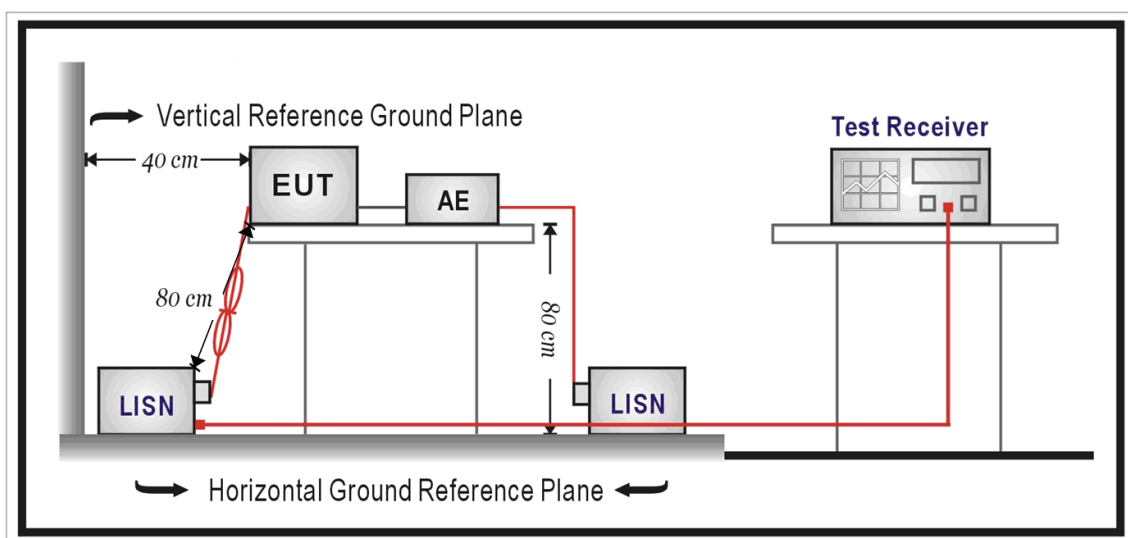 Vertical Reference Ground Plane
Test Receiver
40 cm
EUT
AE
80 cm
80 cm
LISN
LISN
Horizontal Ground Reference Plane